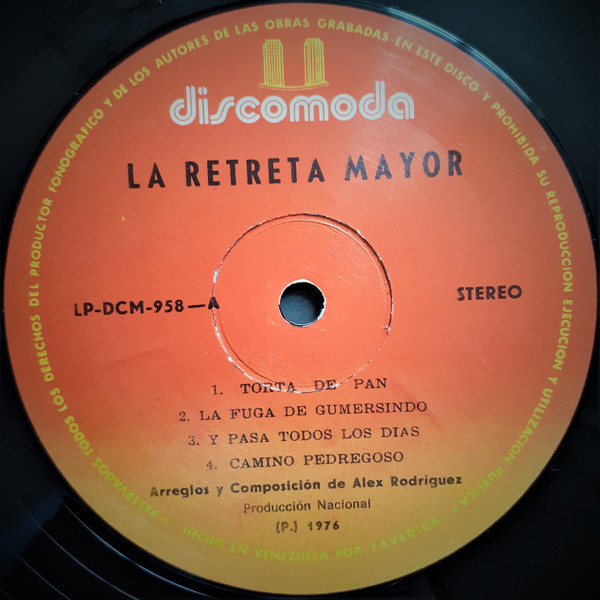 RESERVADOS TODOS LOS DERECHOS DEL PRODUCTOR FONOGRAFICO Y DE LOS AUTORES DE LAS OBRAS GRABADAS EN ESTE DISCO Y PROHIBIDA SU REPRODUCCION EJECUCION Y UTILIZACION PUBLICA
discomoda
LA RETRETA MAYOR
LP-DCM-958-A
STEREO
1. TORTA DE PAN
2. LA FUGA DE GUMERSINDO
3. Y PASA TODOS LOS DIAS
4. CAMINO PEDREGOSO
Arreglos y Composición de Alex Rodríguez
Producción Nacional
(P.) 1976
- HECHO EN VENEZUELA POR FAVEDICA -